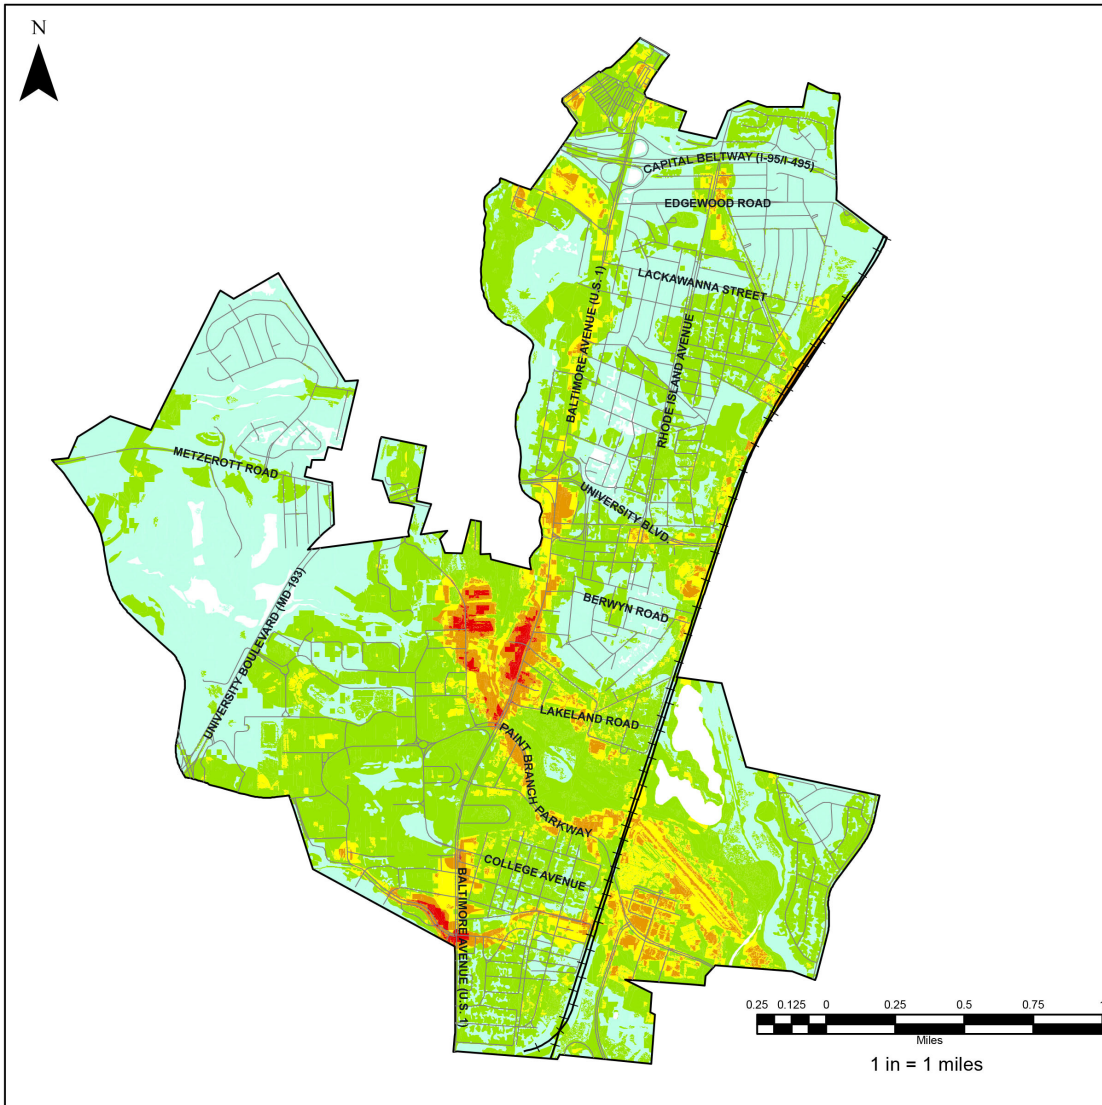 N
CAPITAL BELTWAY (I-95/I-495)
EDGEWOOD ROAD
LACKAWANNA STREET
BALTIMORE AVENUE (U.S. 1)
RHODE ISLAND AVENUE
METZEROTT ROAD
UNIVERSITY BLVD
UNIVERSITY BOULEVARD (MD 193)
BERWYN ROAD
LAKELAND ROAD
PAINT BRANCH PARKWAY
COLLEGE AVENUE
BALTIMORE AVENUE (U.S. 1)
0.25 0.125 0 0.25 0.5 0.75 1
Miles
1 in = 1 miles